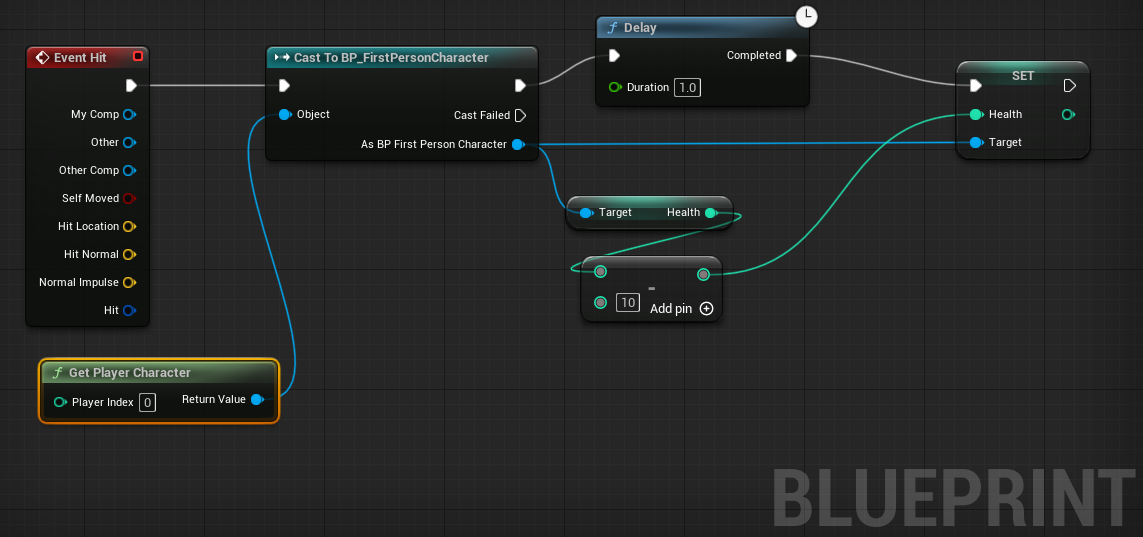 Event Hit
My Comp
Other
Other Comp
Self Moved
Hit Location
Hit Normal
Normal Impulse
Hit
Cast To BP_FirstPersonCharacter
Object
Cast Failed
As BP First Person Character
Delay
Completed
Duration 1.0
SET
Health
Target
Target Health
-
10
Add pin
Get Player Character
Player Index 0 Return Value
BLUEPRINT